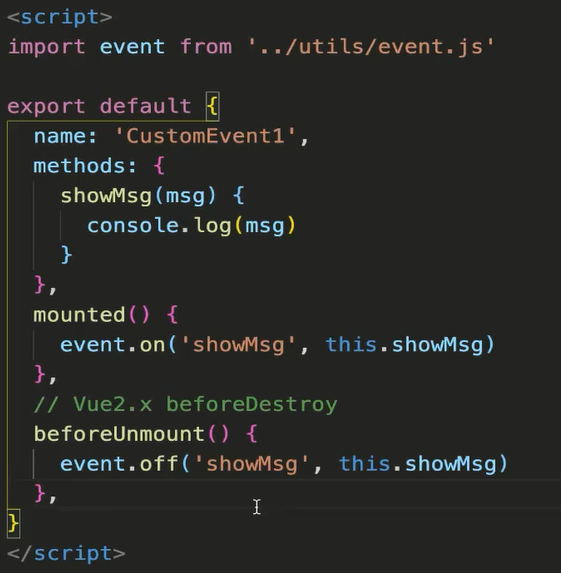 <script>
import event from '../utils/event.js'
export default {
name: 'CustomEvent1',
methods: {
showMsg(msg) {
console.log(msg)
}
},
mounted() {
event.on('showMsg', this.showMsg)
},
// Vue2.x beforeDestroy
beforeUnmount() {
event.off('showMsg', this.showMsg)
},
}
</script>